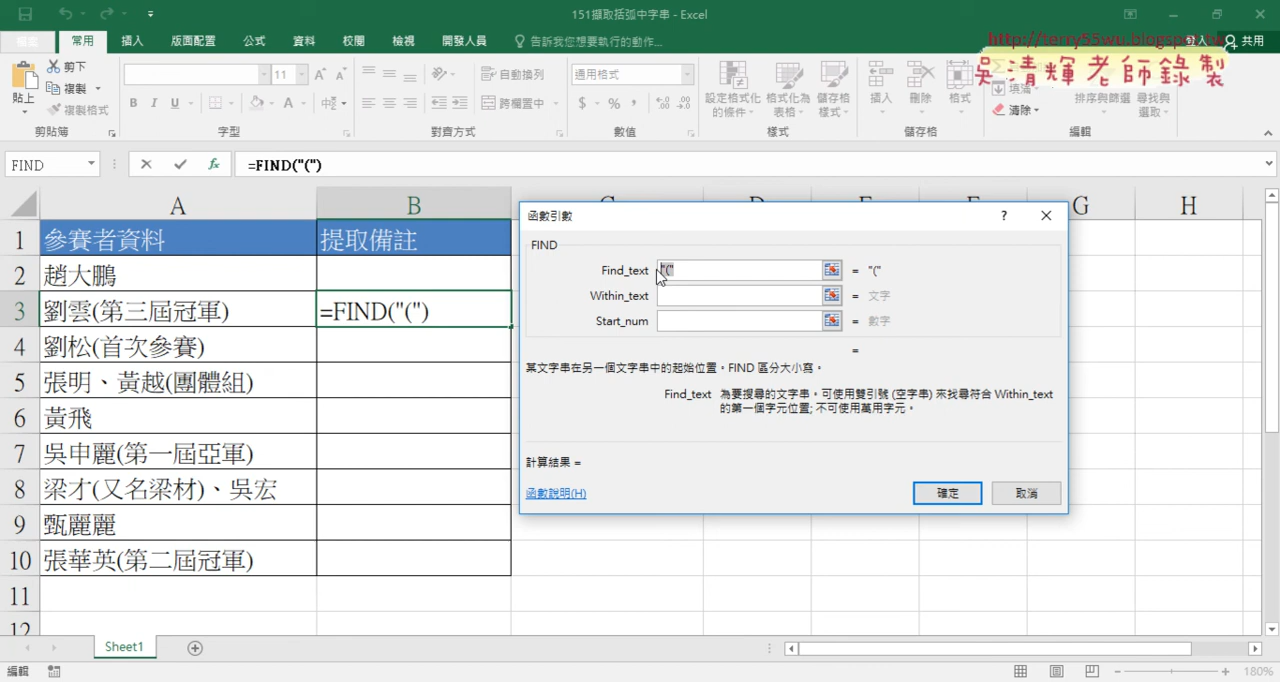 151擷取括弧中字串 - Excel
常用 插入 版面配置 公式 資料 校閱 檢視 開發人員 告訴我您想要執行的動作... 登入 共用
http://terry55wu.blogspot.tw
吳清輝老師錄製
剪下
複製
複製格式
貼上
11
自動換列
跨欄置中
通用格式
設定格式化的條件
格式化為表格
儲存格樣式
插入 刪除 格式
填滿
清除
排序與篩選 尋找與選取
剪貼簿 字型 對齊方式 數值 樣式 儲存格 編輯
FIND =FIND("(")
A B G H
1 參賽者資料 提取備註
2 趙大鵬
3 劉雲(第三屆冠軍) =FIND("(")
4 劉松(首次參賽)
5 張明、黃越(團體組)
6 黃飛
7 吳申麗(第一屆亞軍)
8 梁才(又名梁材)、吳宏
9 甄麗麗
10 張華英(第二屆冠軍)
11
12
函數引數
FIND
Find_text "(" = "("
Within_text = 文字
Start_num = 數字
=
某文字串在另一個文字串中的起始位置。FIND 區分大小寫。
Find_text 為要搜尋的文字串。可使用雙引號 (空字串) 來找尋符合 Within_text
的第一個字元位置; 不可使用萬用字元。
計算結果 =
函數說明(H) 確定 取消
Sheet1
編輯 180%